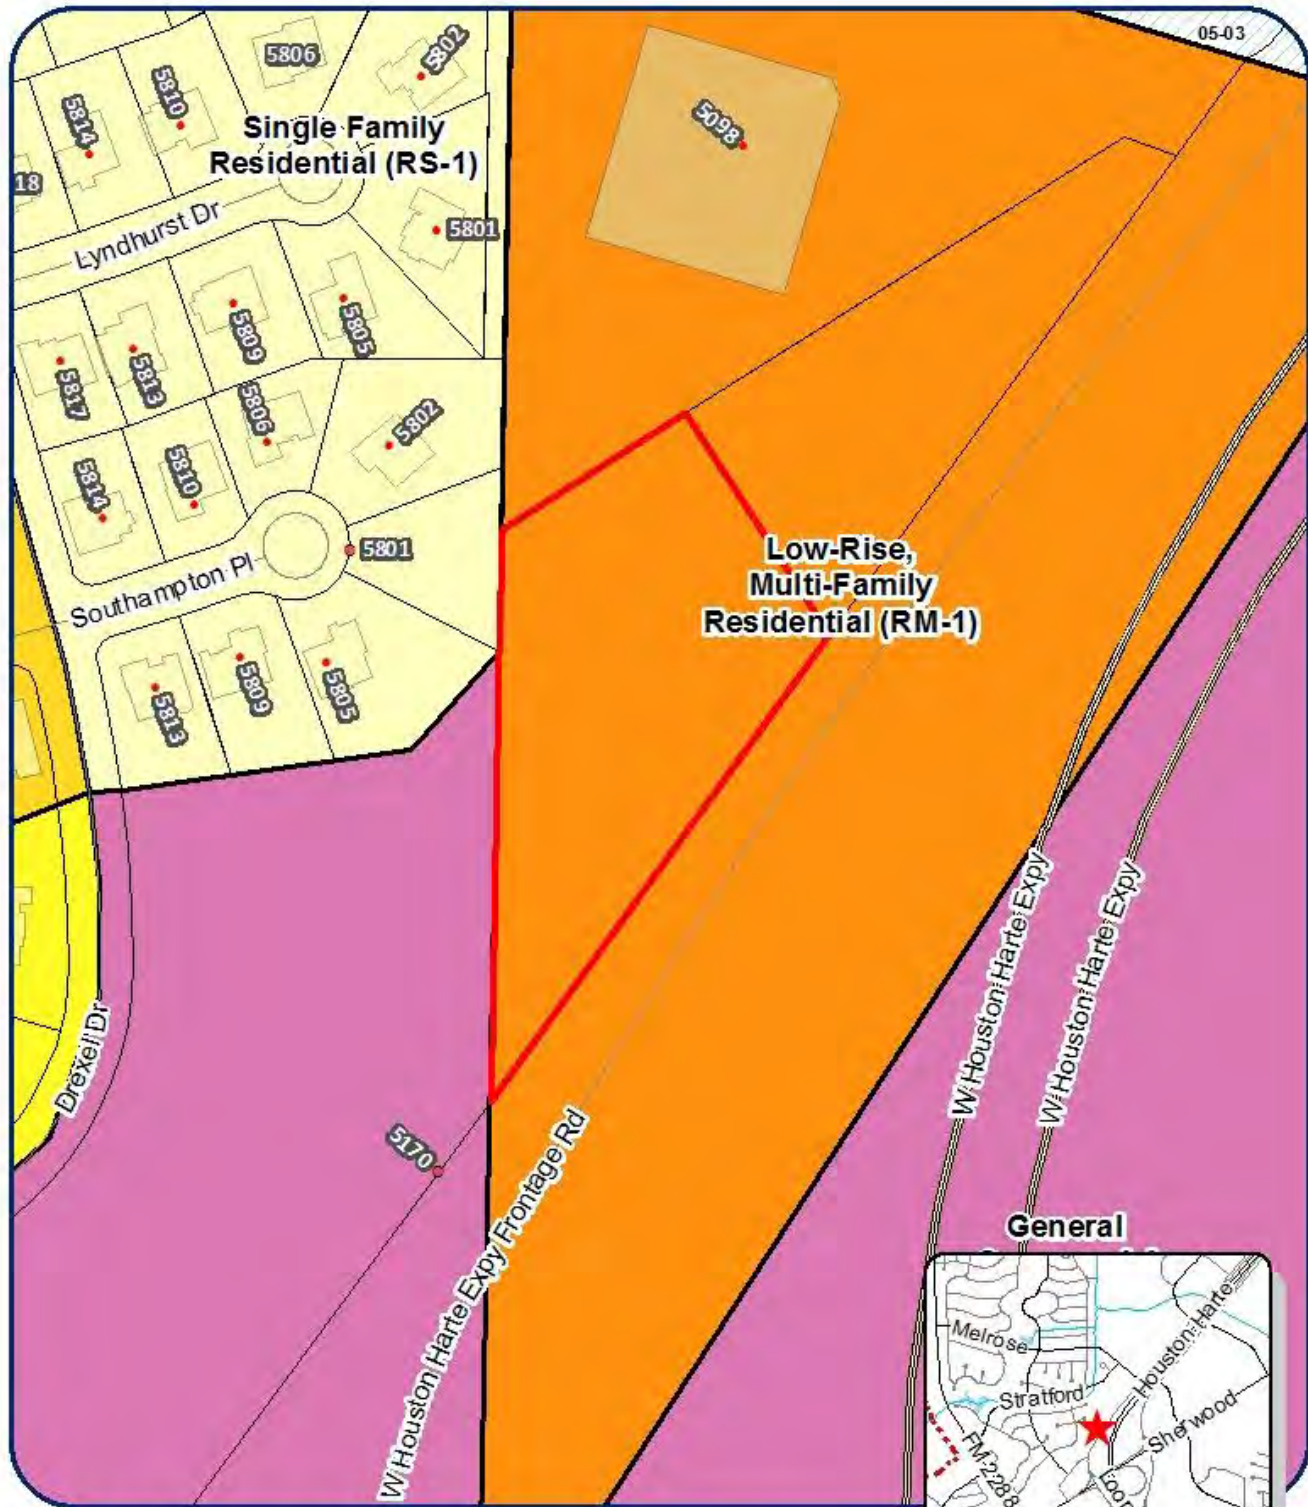 05-03
5806
5802
5810
5814
5098
Single Family
Residential (RS-1)
18
5801
Lyndhurst Dr
5809
5805
5817
5813
5806
5802
5814
5810
5801
Low-Rise,
Multi-Family
Residential (RM-1)
Southampton Pl
5813
5809
5805
W Houston Harte Expy
W Houston Harte Expy
Drexel Dr
5170
W Houston Harte Expy Frontage Rd
General
Melrose
Houston Harte
Stratford
Sherwood
FM 2288